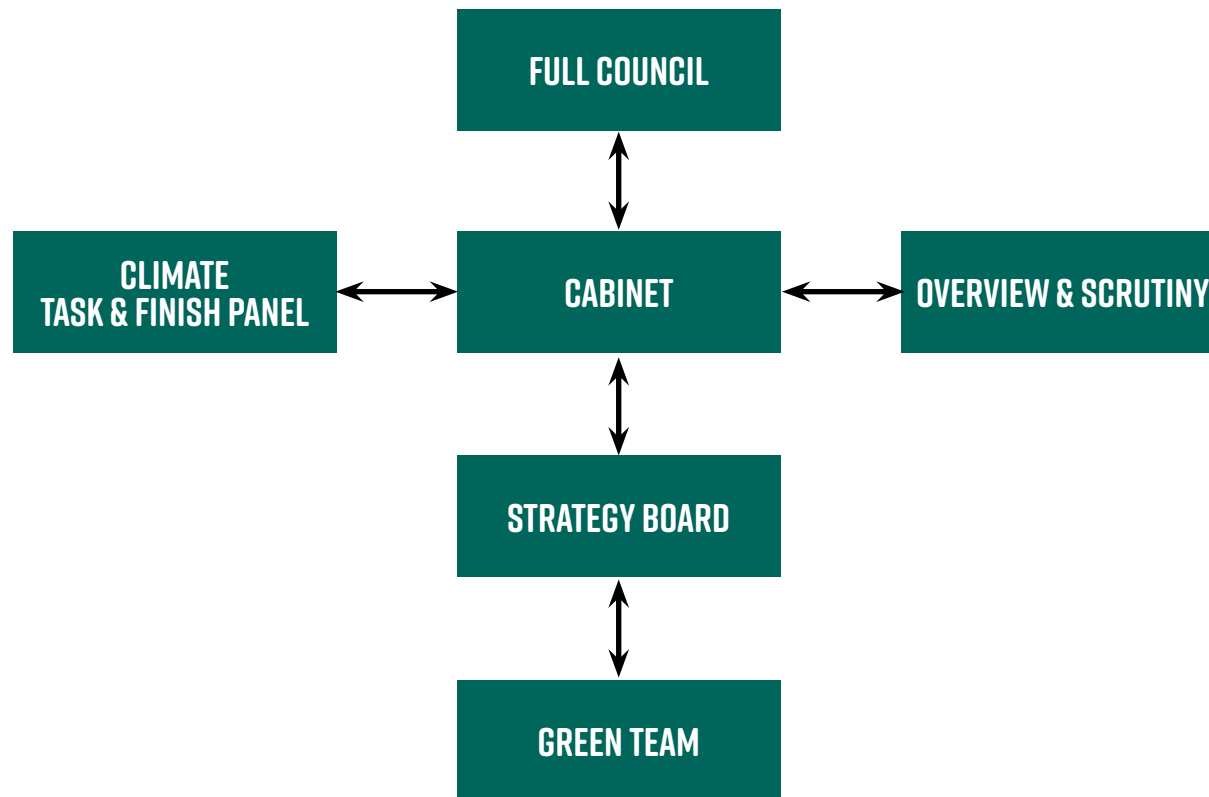 FULL COUNCIL
CLIMATE
TASK & FINISH PANEL
CABINET
OVERVIEW & SCRUTINY
STRATEGY BOARD
GREEN TEAM